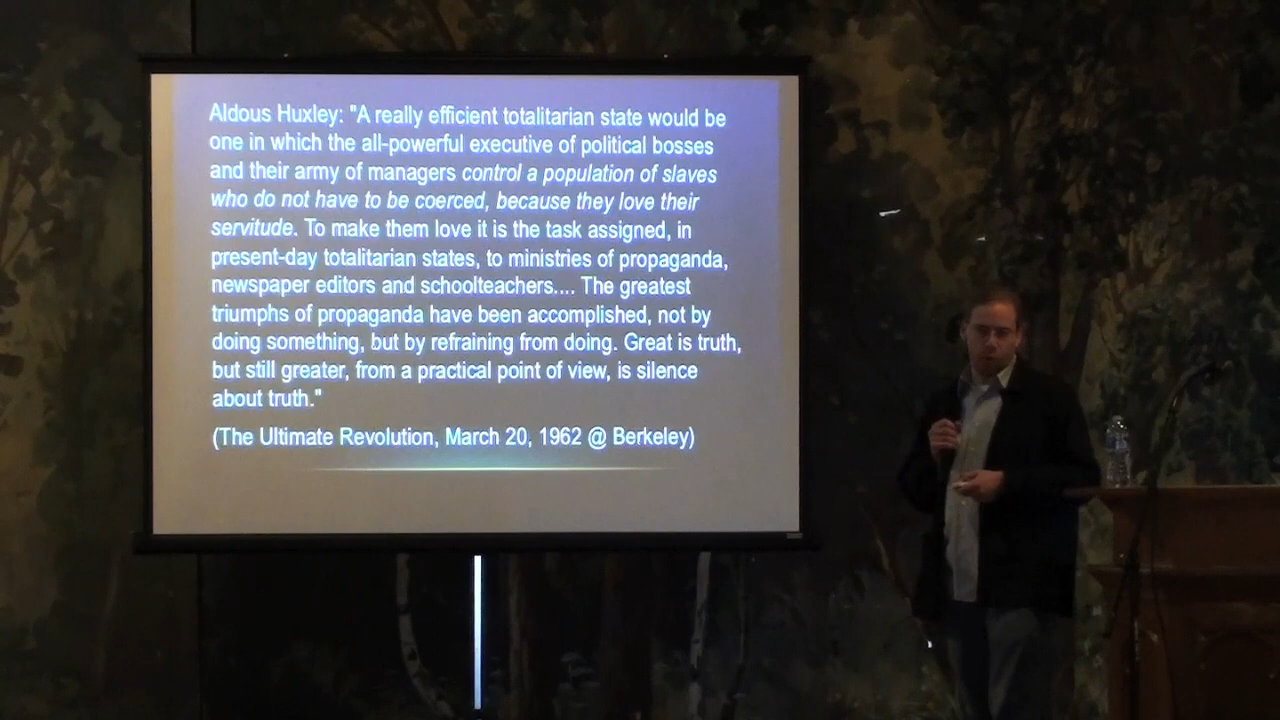 Aldous Huxley: "A really efficient totalitarian state would be
one in which the all-powerful executive of political bosses
and their army of managers control a population of slaves
who do not have to be coerced, because they love their
servitude. To make them love it is the task assigned, in
present-day totalitarian states, to ministries of propaganda,
newspaper editors and schoolteachers.... The greatest
triumphs of propaganda have been accomplished, not by
doing something, but by refraining from doing. Great is truth,
but still greater, from a practical point of view, is silence
about truth."
(The Ultimate Revolution, March 20, 1962 @ Berkeley)